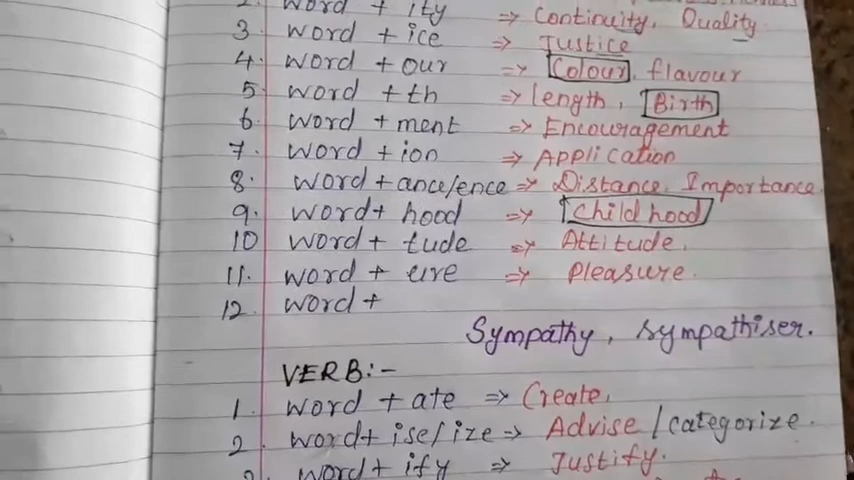 2. word + ity => Continuity, Quality
3. word + ice => Justice
4. word + our => Colour, flavour
5. word + th => length, Birth
6. word + ment => Encouragement
7. word + ion => Application
8. word + ance/ence => Distance, Importance
9. word + hood => Childhood
10 word + tude => Attitude.
11. word + ure => Pleasure.
12. word +
Sympathy, sympathiser.
VERB:-
1. word + ate => Create,
2. word + ise/ize => Advise / categorize.
3. word + ify => Justify.